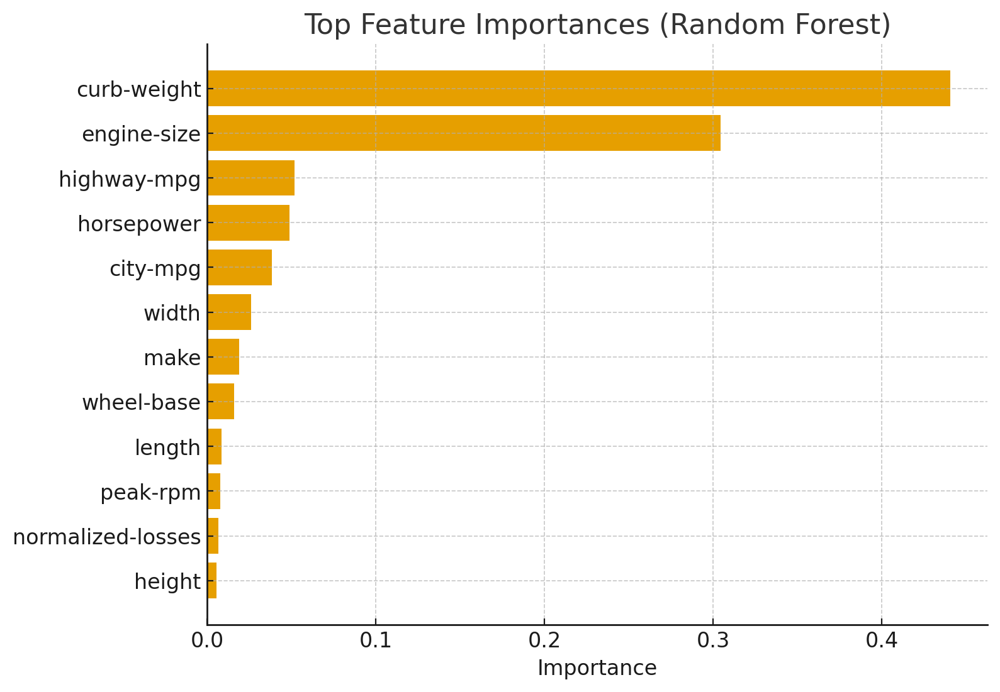 Top Feature Importances (Random Forest)
curb-weight
engine-size
highway-mpg
horsepower
city-mpg
width
make
wheel-base
length
peak-rpm
normalized-losses
height
0.0 0.1 0.2 0.3 0.4
Importance